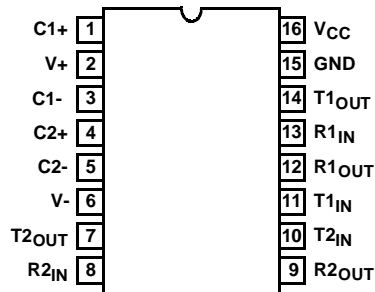 C1+ 1 16 VCC
V+ 2 15 GND
C1- 3 14 T1OUT
C2+ 4 13 R1IN
C2- 5 12 R1OUT
V- 6 11 T1IN
T2OUT 7 10 T2IN
R2IN 8 9 R2OUT